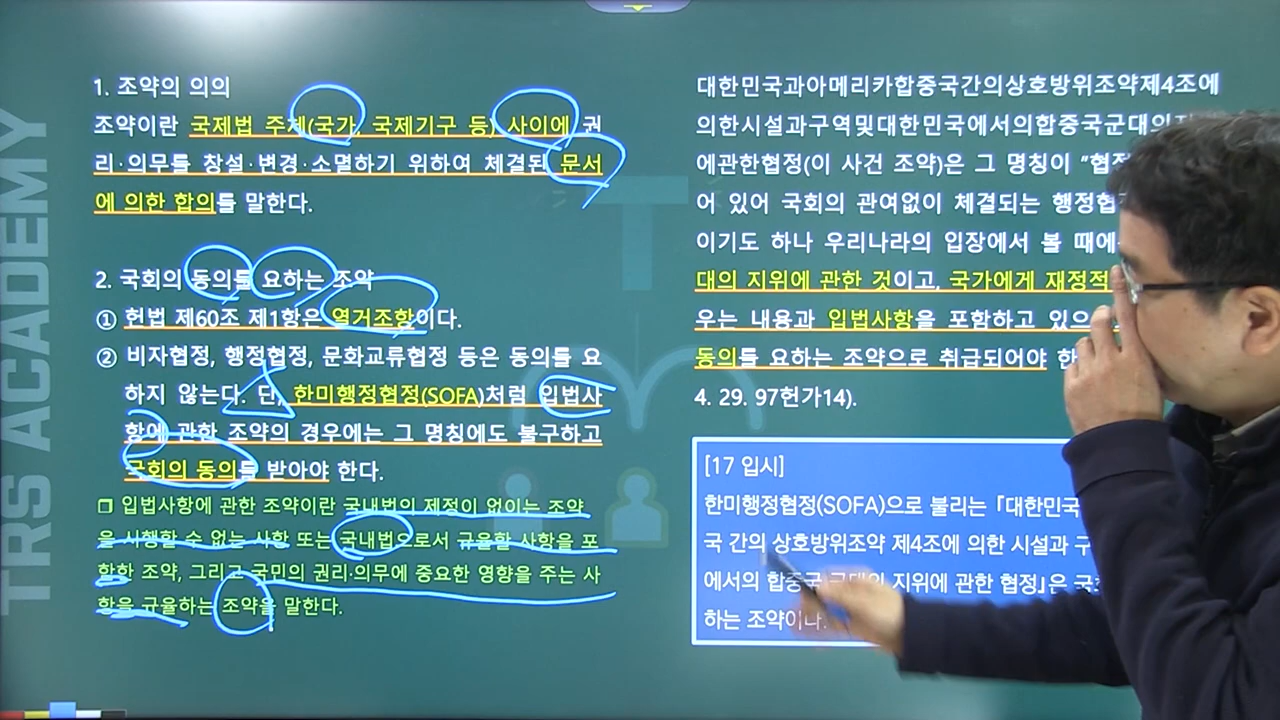 1. 조약의 의의
조약이란 국제법 주체(국가, 국제기구 등) 사이에 권
리·의무를 창설·변경·소멸하기 위하여 체결된 문서
에 의한 합의를 말한다.
2. 국회의 동의를 요하는 조약
① 헌법 제60조 제1항은 열거조항이다.
② 비자협정, 행정협정, 문화교류협정 등은 동의를 요
하지 않는다. 단, 한미행정협정(SOFA)처럼 입법사
항에 관한 조약의 경우에는 그 명칭에도 불구하고
국회의 동의를 받아야 한다.
❒ 입법사항에 관한 조약이란 국내법의 제정이 없이는 조약
을 시행할 수 없는 사항 또는 국내법으로서 규율할 사항을 포
함한 조약, 그리고 국민의 권리·의무에 중요한 영향을 주는 사
항을 규율하는 조약을 말한다.
대한민국과아메리카합중국간의상호방위조약제4조에
의한시설과구역및대한민국에서의합중국군대의
에관한협정(이 사건 조약)은 그 명칭이 “협정
어 있어 국회의 관여없이 체결되는 행정협
이기도 하나 우리나라의 입장에서 볼 때에
대의 지위에 관한 것이고, 국가에게 재정적
우는 내용과 입법사항을 포함하고 있으
동의를 요하는 조약으로 취급되어야 한
4. 29. 97헌가14).
[17 입시]
한미행정협정(SOFA)으로 불리는 「대한민국
국 간의 상호방위조약 제4조에 의한 시설과 구
에서의 합중국 군대의 지위에 관한 협정」은 국회
하는 조약이다.
TRS ACADEMY